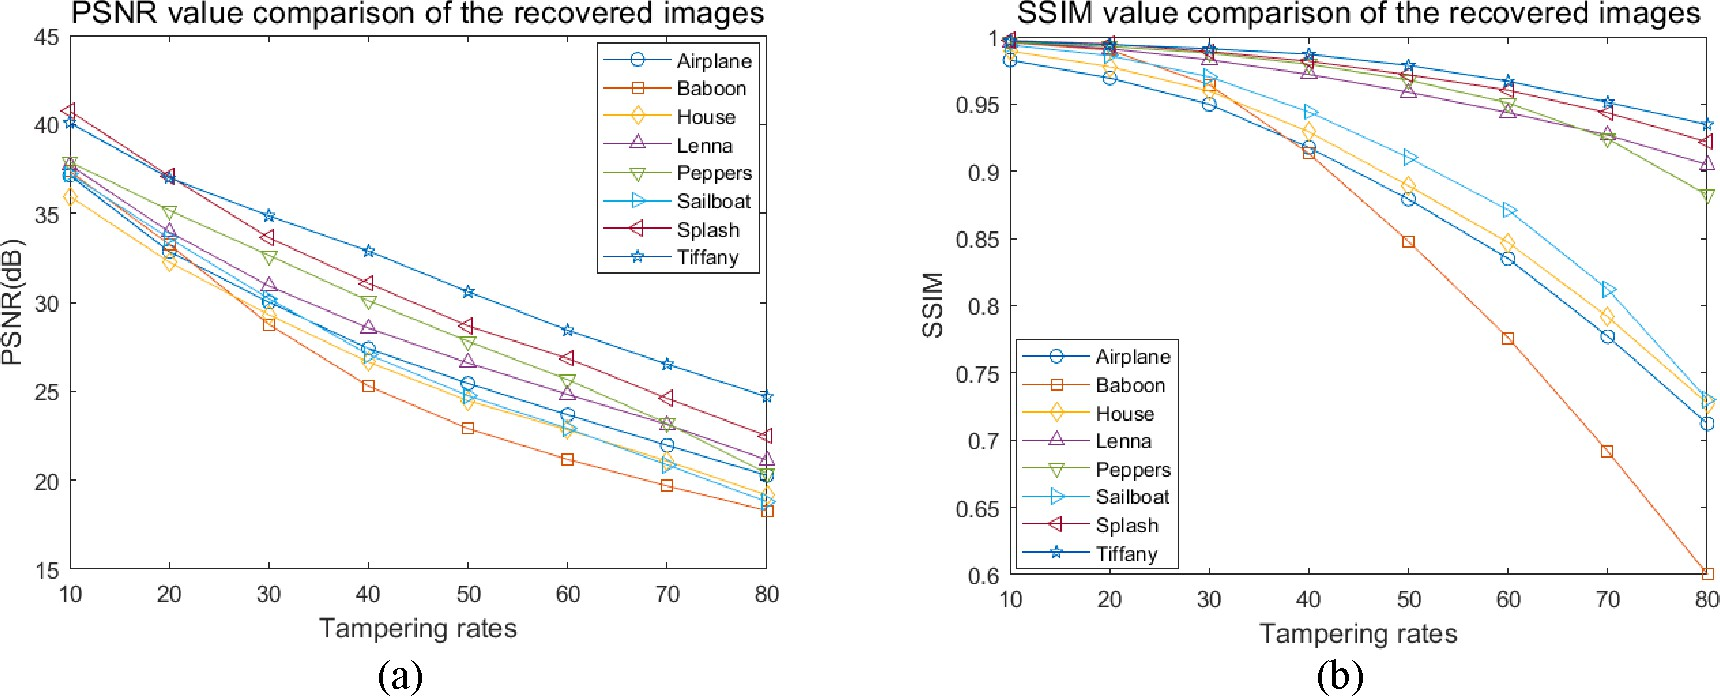 PSNR value comparison of the recovered images
45
40
35
30
25
20
15
PSNR(dB)
Airplane
Baboon
House
Lenna
Peppers
Sailboat
Splash
Tiffany
10 20 30 40 50 60 70 80
Tampering rates
(a)
SSIM value comparison of the recovered images
1
0.95
0.9
0.85
0.8
0.75
0.7
0.65
0.6
SSIM
Airplane
Baboon
House
Lenna
Peppers
Sailboat
Splash
Tiffany
10 20 30 40 50 60 70 80
Tampering rates
(b)